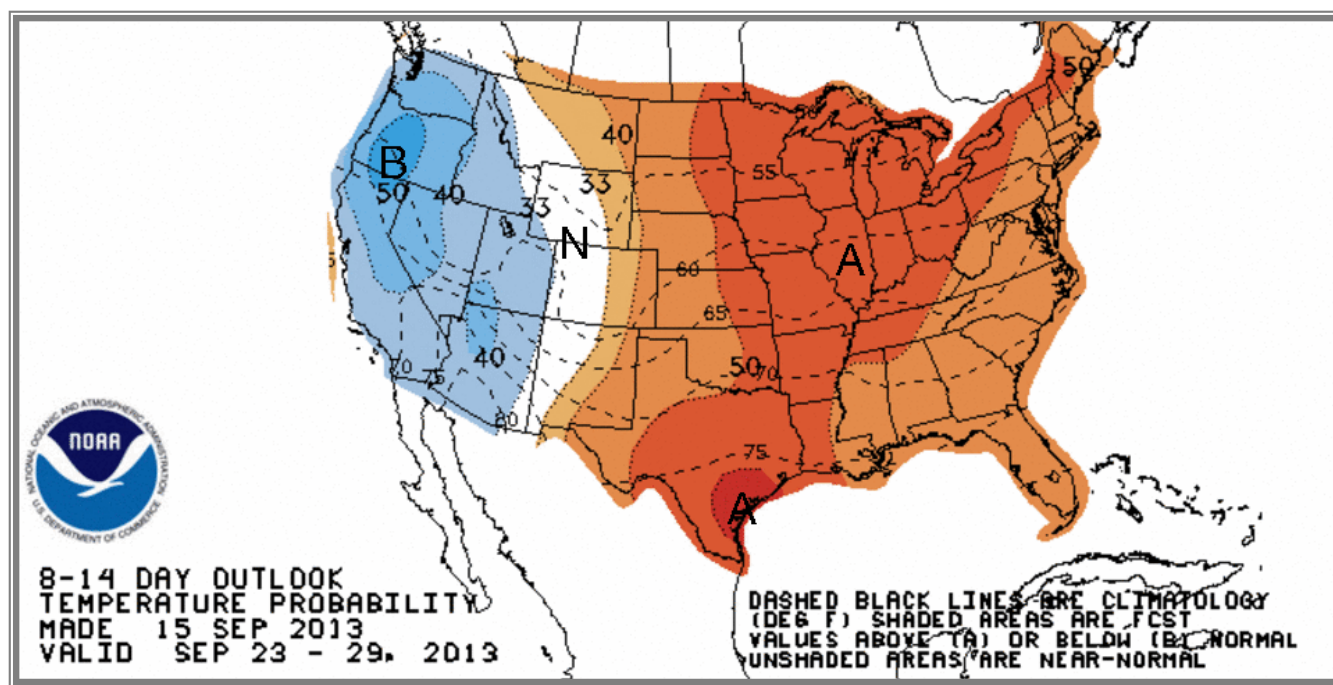 50
50
40
55
B
33
50
40
33
N
A
60
65
40
70
75
50
70
80
75
A
NATIONAL OCEANIC AND ATMOSPHERIC ADMINISTRATION
NOAA
U.S. DEPARTMENT OF COMMERCE
8-14 DAY OUTLOOK
TEMPERATURE PROBABILITY
MADE 15 SEP 2013
VALID SEP 23 - 29, 2013
DASHED BLACK LINES ARE CLIMATOLOGY
(DEG F) SHADED AREAS ARE FCST
VALUES ABOVE (A) OR BELOW (B) NORMAL
UNSHADED AREAS ARE NEAR-NORMAL